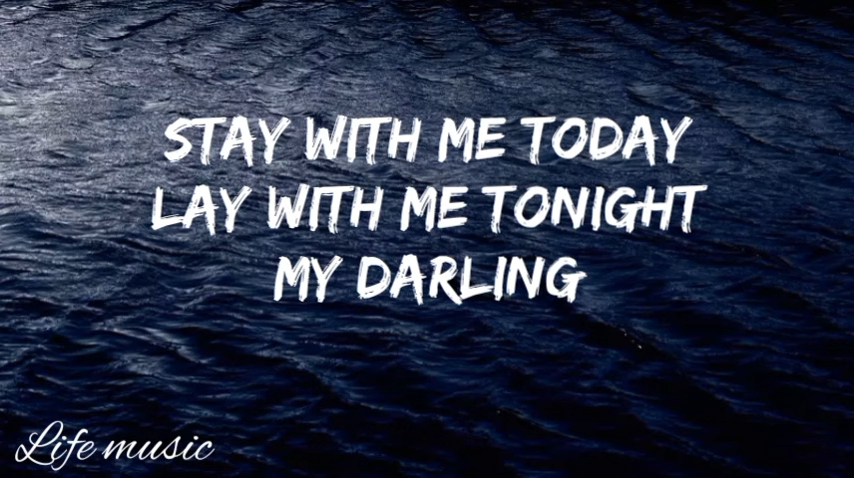 STAY WITH ME TODAY
LAY WITH ME TONIGHT
MY DARLING
Life music